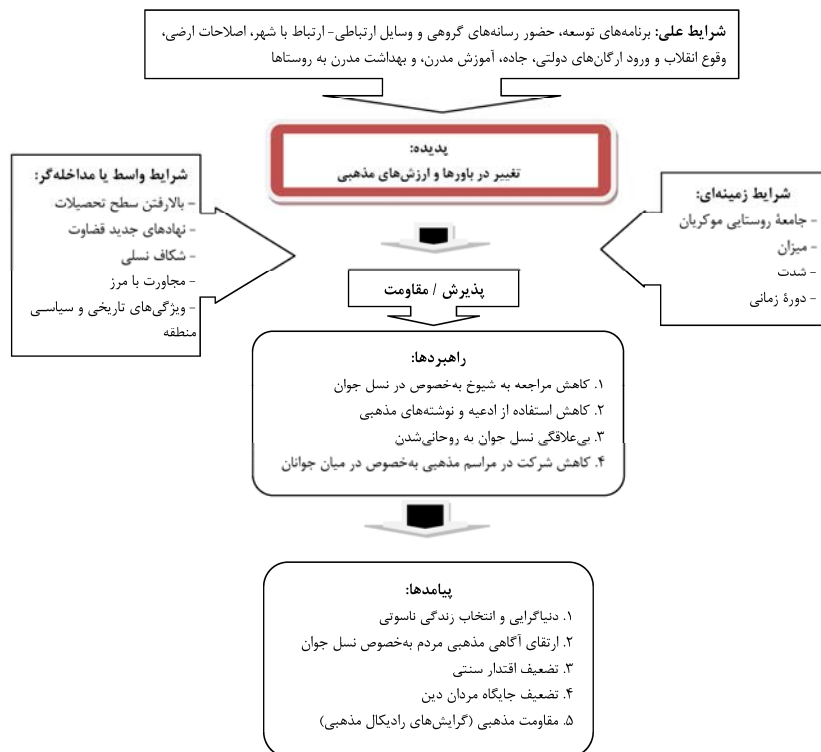 شرایط علی: برنامه‌های توسعه، حضور رسانه‌های گروهی و وسایل ارتباطی- ارتباط با شهر، اصلاحات ارضی،
وقوع انقلاب و ورود ارگان‌های دولتی، جاده، آموزش مدرن، و بهداشت مدرن به روستاها
پدیده:
تغییر در باورها و ارزش‌های مذهبی
شرایط زمینه‌ای:
- جامعۀ روستایی موکریان
- میزان
- شدت
- دورۀ زمانی
شرایط واسط یا مداخله‌گر:
- بالارفتن سطح تحصیلات
- نهادهای جدید قضاوت
- شکاف نسلی
- مجاورت با مرز
- ویژگی‌های تاریخی و سیاسی
منطقه
پذیرش / مقاومت
راهبردها:
۱. کاهش مراجعه به شیوخ به‌خصوص در نسل جوان
۲. کاهش استفاده از ادعیه و نوشته‌های مذهبی
۳. بی‌علاقگی نسل جوان به روحانی‌شدن
۴. کاهش شرکت در مراسم مذهبی به‌خصوص در میان جوانان
پیامدها:
۱. دنیاگرایی و انتخاب زندگی ناسوتی
۲. ارتقای آگاهی مذهبی مردم به‌خصوص نسل جوان
۳. تضعیف اقتدار سنتی
۴. تضعیف جایگاه مردان دین
۵. مقاومت مذهبی (گرایش‌های رادیکال مذهبی)